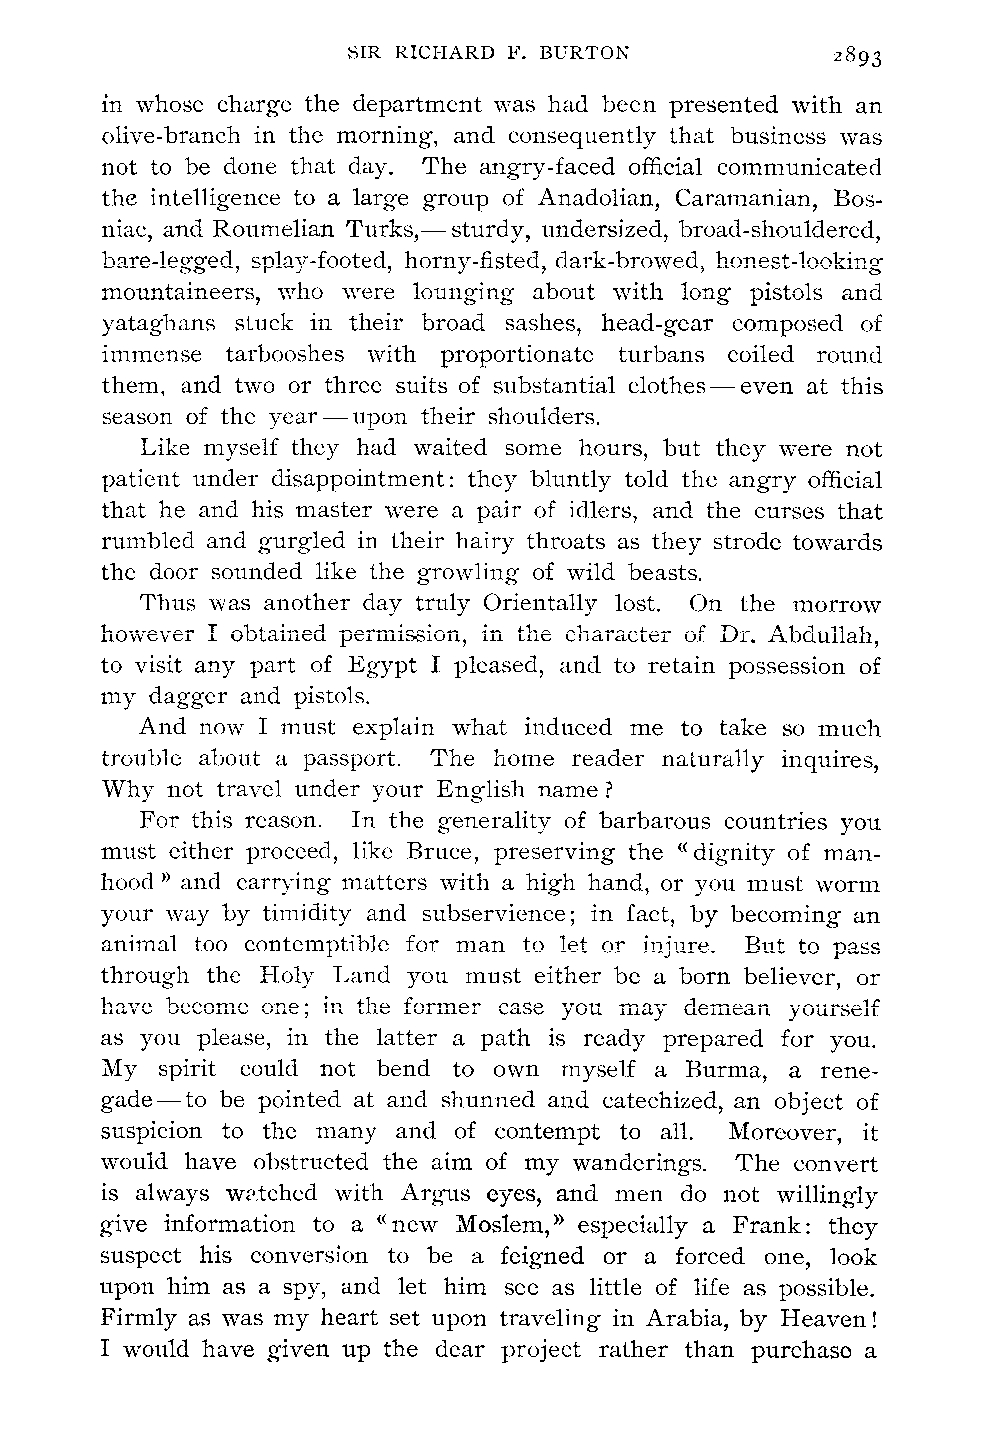 SIR RICHARD F. BURTON 2893
in whose charge the department was had been presented with an
olive-branch in the morning, and consequently that business was
not to be done that day. The angry-faced official communicated
the intelligence to a large group of Anadolian, Caramanian, Bos-
niac, and Roumelian Turks,—sturdy, undersized, broad-shouldered,
bare-legged, splay-footed, horny-fisted, dark-browed, honest-looking
mountaineers, who were lounging about with long pistols and
yataghans stuck in their broad sashes, head-gear composed of
immense tarbooshes with proportionate turbans coiled round
them, and two or three suits of substantial clothes—even at this
season of the year—upon their shoulders.
Like myself they had waited some hours, but they were not
patient under disappointment: they bluntly told the angry official
that he and his master were a pair of idlers, and the curses that
rumbled and gurgled in their hairy throats as they strode towards
the door sounded like the growling of wild beasts.
Thus was another day truly Orientally lost. On the morrow
however I obtained permission, in the character of Dr. Abdullah,
to visit any part of Egypt I pleased, and to retain possession of
my dagger and pistols.
And now I must explain what induced me to take so much
trouble about a passport. The home reader naturally inquires,
Why not travel under your English name?
For this reason. In the generality of barbarous countries you
must either proceed, like Bruce, preserving the «dignity of man-
hood» and carrying matters with a high hand, or you must worm
your way by timidity and subservience; in fact, by becoming an
animal too contemptible for man to let or injure. But to pass
through the Holy Land you must either be a born believer, or
have become one; in the former case you may demean yourself
as you please, in the latter a path is ready prepared for you.
My spirit could not bend to own myself a Burma, a rene-
gade—to be pointed at and shunned and catechized, an object of
suspicion to the many and of contempt to all. Moreover, it
would have obstructed the aim of my wanderings. The convert
is always watched with Argus eyes, and men do not willingly
give information to a «new Moslem,» especially a Frank: they
suspect his conversion to be a feigned or a forced one, look
upon him as a spy, and let him see as little of life as possible.
Firmly as was my heart set upon traveling in Arabia, by Heaven!
I would have given up the dear project rather than purchase a